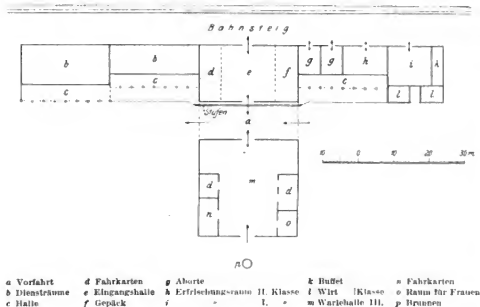 Bahnsteig
b b d e f g g h i k
c c c l l
Stufen
a
d m d
n o
10 0 10 20 30 m
p
a Vorfahrt d Fahrkarten g Aborte k Buffet n Fahrkarten
b Diensträume e Eingangshalle h Erfrischungsraum II. Klasse l Wirt [Klasse o Raum für Frauen
c Halle f Gepäck i " I. " m Wartehalle III. p Brunnen